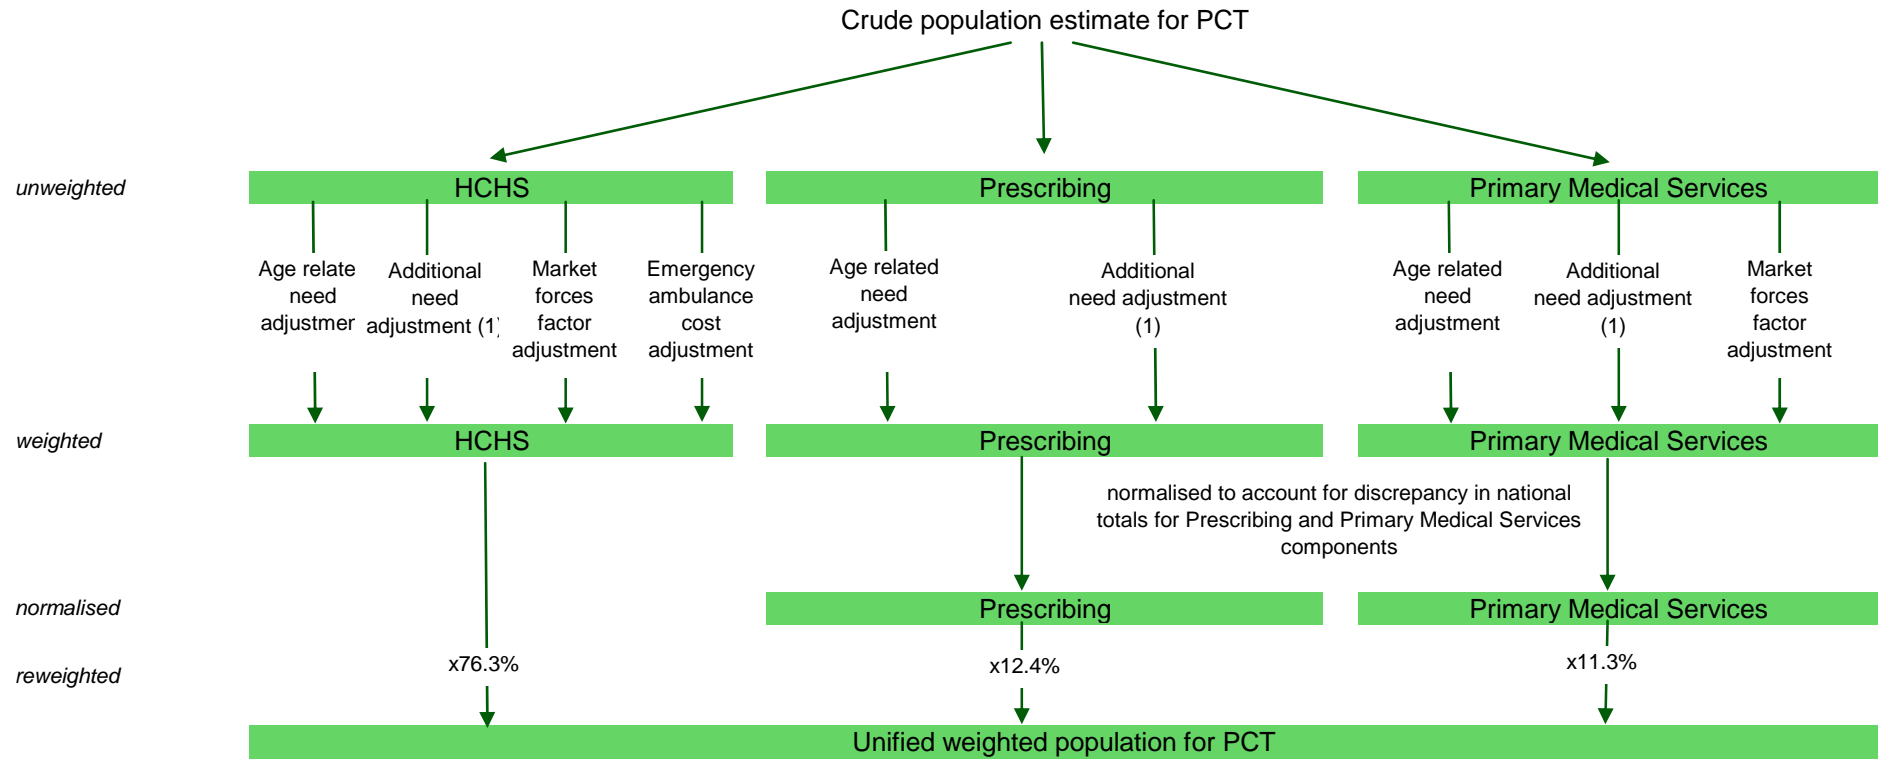 Crude population estimate for PCT
unweighted
HCHS
Prescribing
Primary Medical Services
Age relate
need
adjustmer
Additional
need
adjustment (1)
Market
forces
factor
adjustment
Emergency
ambulance
cost
adjustment
Age related
need
adjustment
Additional
need adjustment
(1)
Age related
need
adjustment
Additional
need adjustment
(1)
Market
forces
factor
adjustment
weighted
HCHS
Prescribing
Primary Medical Services
normalised to account for discrepancy in national
totals for Prescribing and Primary Medical Services
components
normalised
Prescribing
Primary Medical Services
reweighted
x76.3%
x12.4%
x11.3%
Unified weighted population for PCT